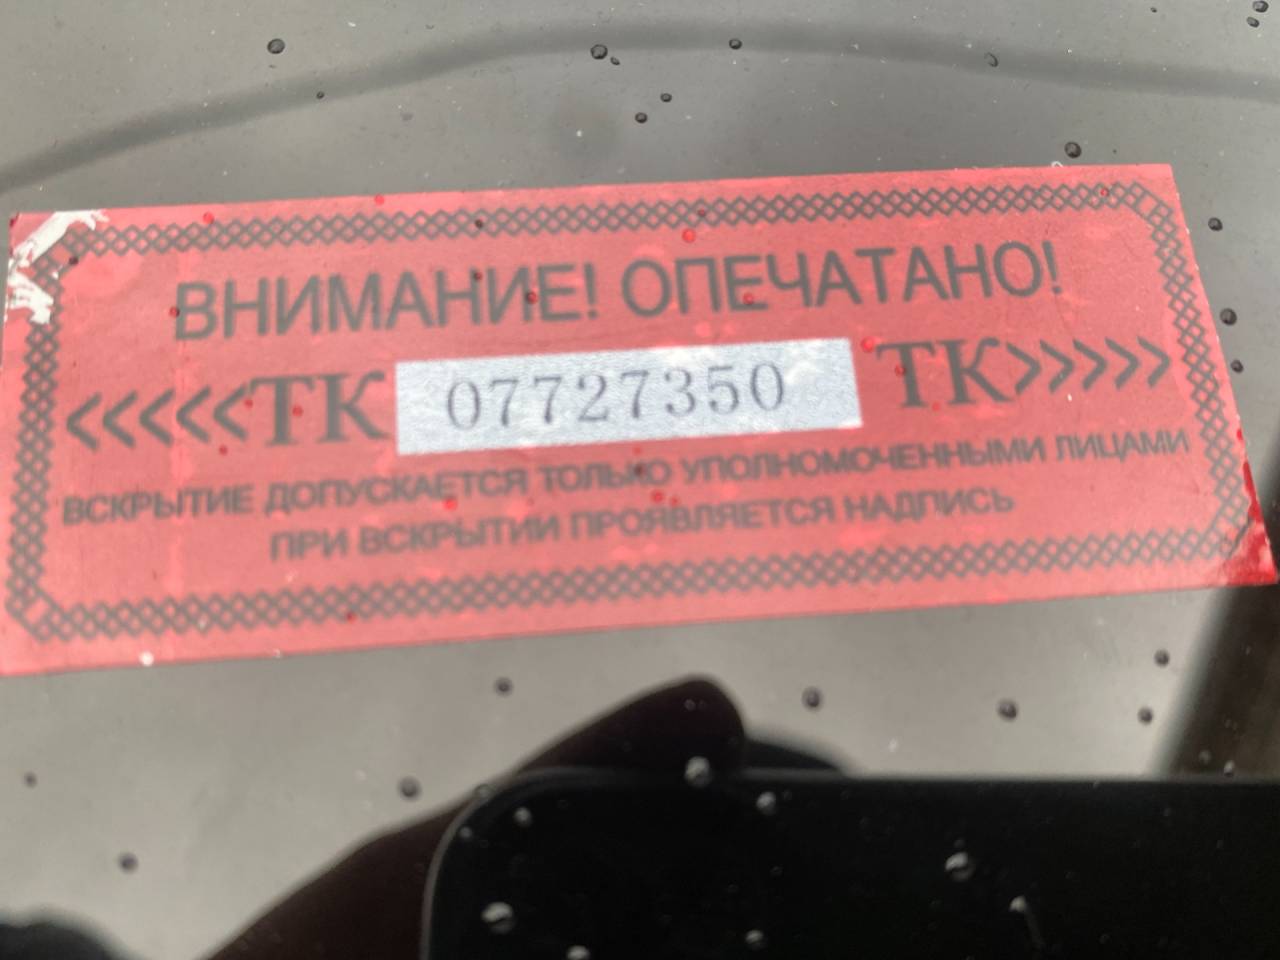 ВНИМАНИЕ! ОПЕЧАТАНО!
<<<<<ТК 07727350 ТК>>>>>
ВСКРЫТИЕ ДОПУСКАЕТСЯ ТОЛЬКО УПОЛНОМОЧЕННЫМИ ЛИЦАМИ
ПРИ ВСКРЫТИИ ПРОЯВЛЯЕТСЯ НАДПИСЬ